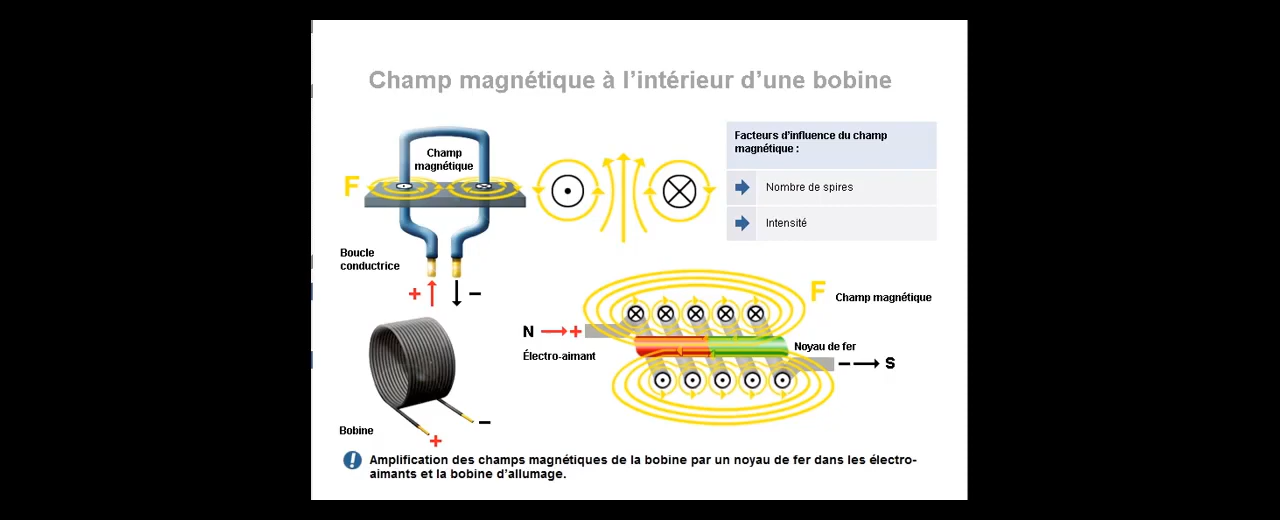 Champ magnétique à l’intérieur d’une bobine
Champ
magnétique
F
Boucle
conductrice
+
–
Facteurs d’influence du champ
magnétique :
Nombre de spires
Intensité
F
Champ magnétique
N
+
Électro-aimant
Noyau de fer
–
S
Bobine
–
+
Amplification des champs magnétiques de la bobine par un noyau de fer dans les électro-
aimants et la bobine d’allumage.